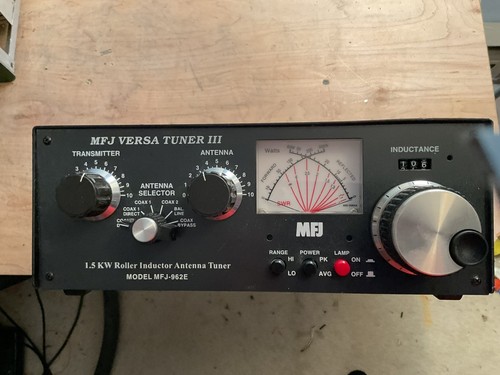 MFJ VERSA TUNER III
TRANSMITTER
ANTENNA
INDUCTANCE
Watts
FORWARD
REFLECTED
SWR
ANTENNA
SELECTOR
COAX 1
COAX 2
COAX 1
DIRECT
BAL
LINE
COAX
BYPASS
MFJ
RANGE
POWER
LAMP
HI
PK
ON
LO
AVG
OFF
1.5 KW Roller Inductor Antenna Tuner
MODEL MFJ-962E